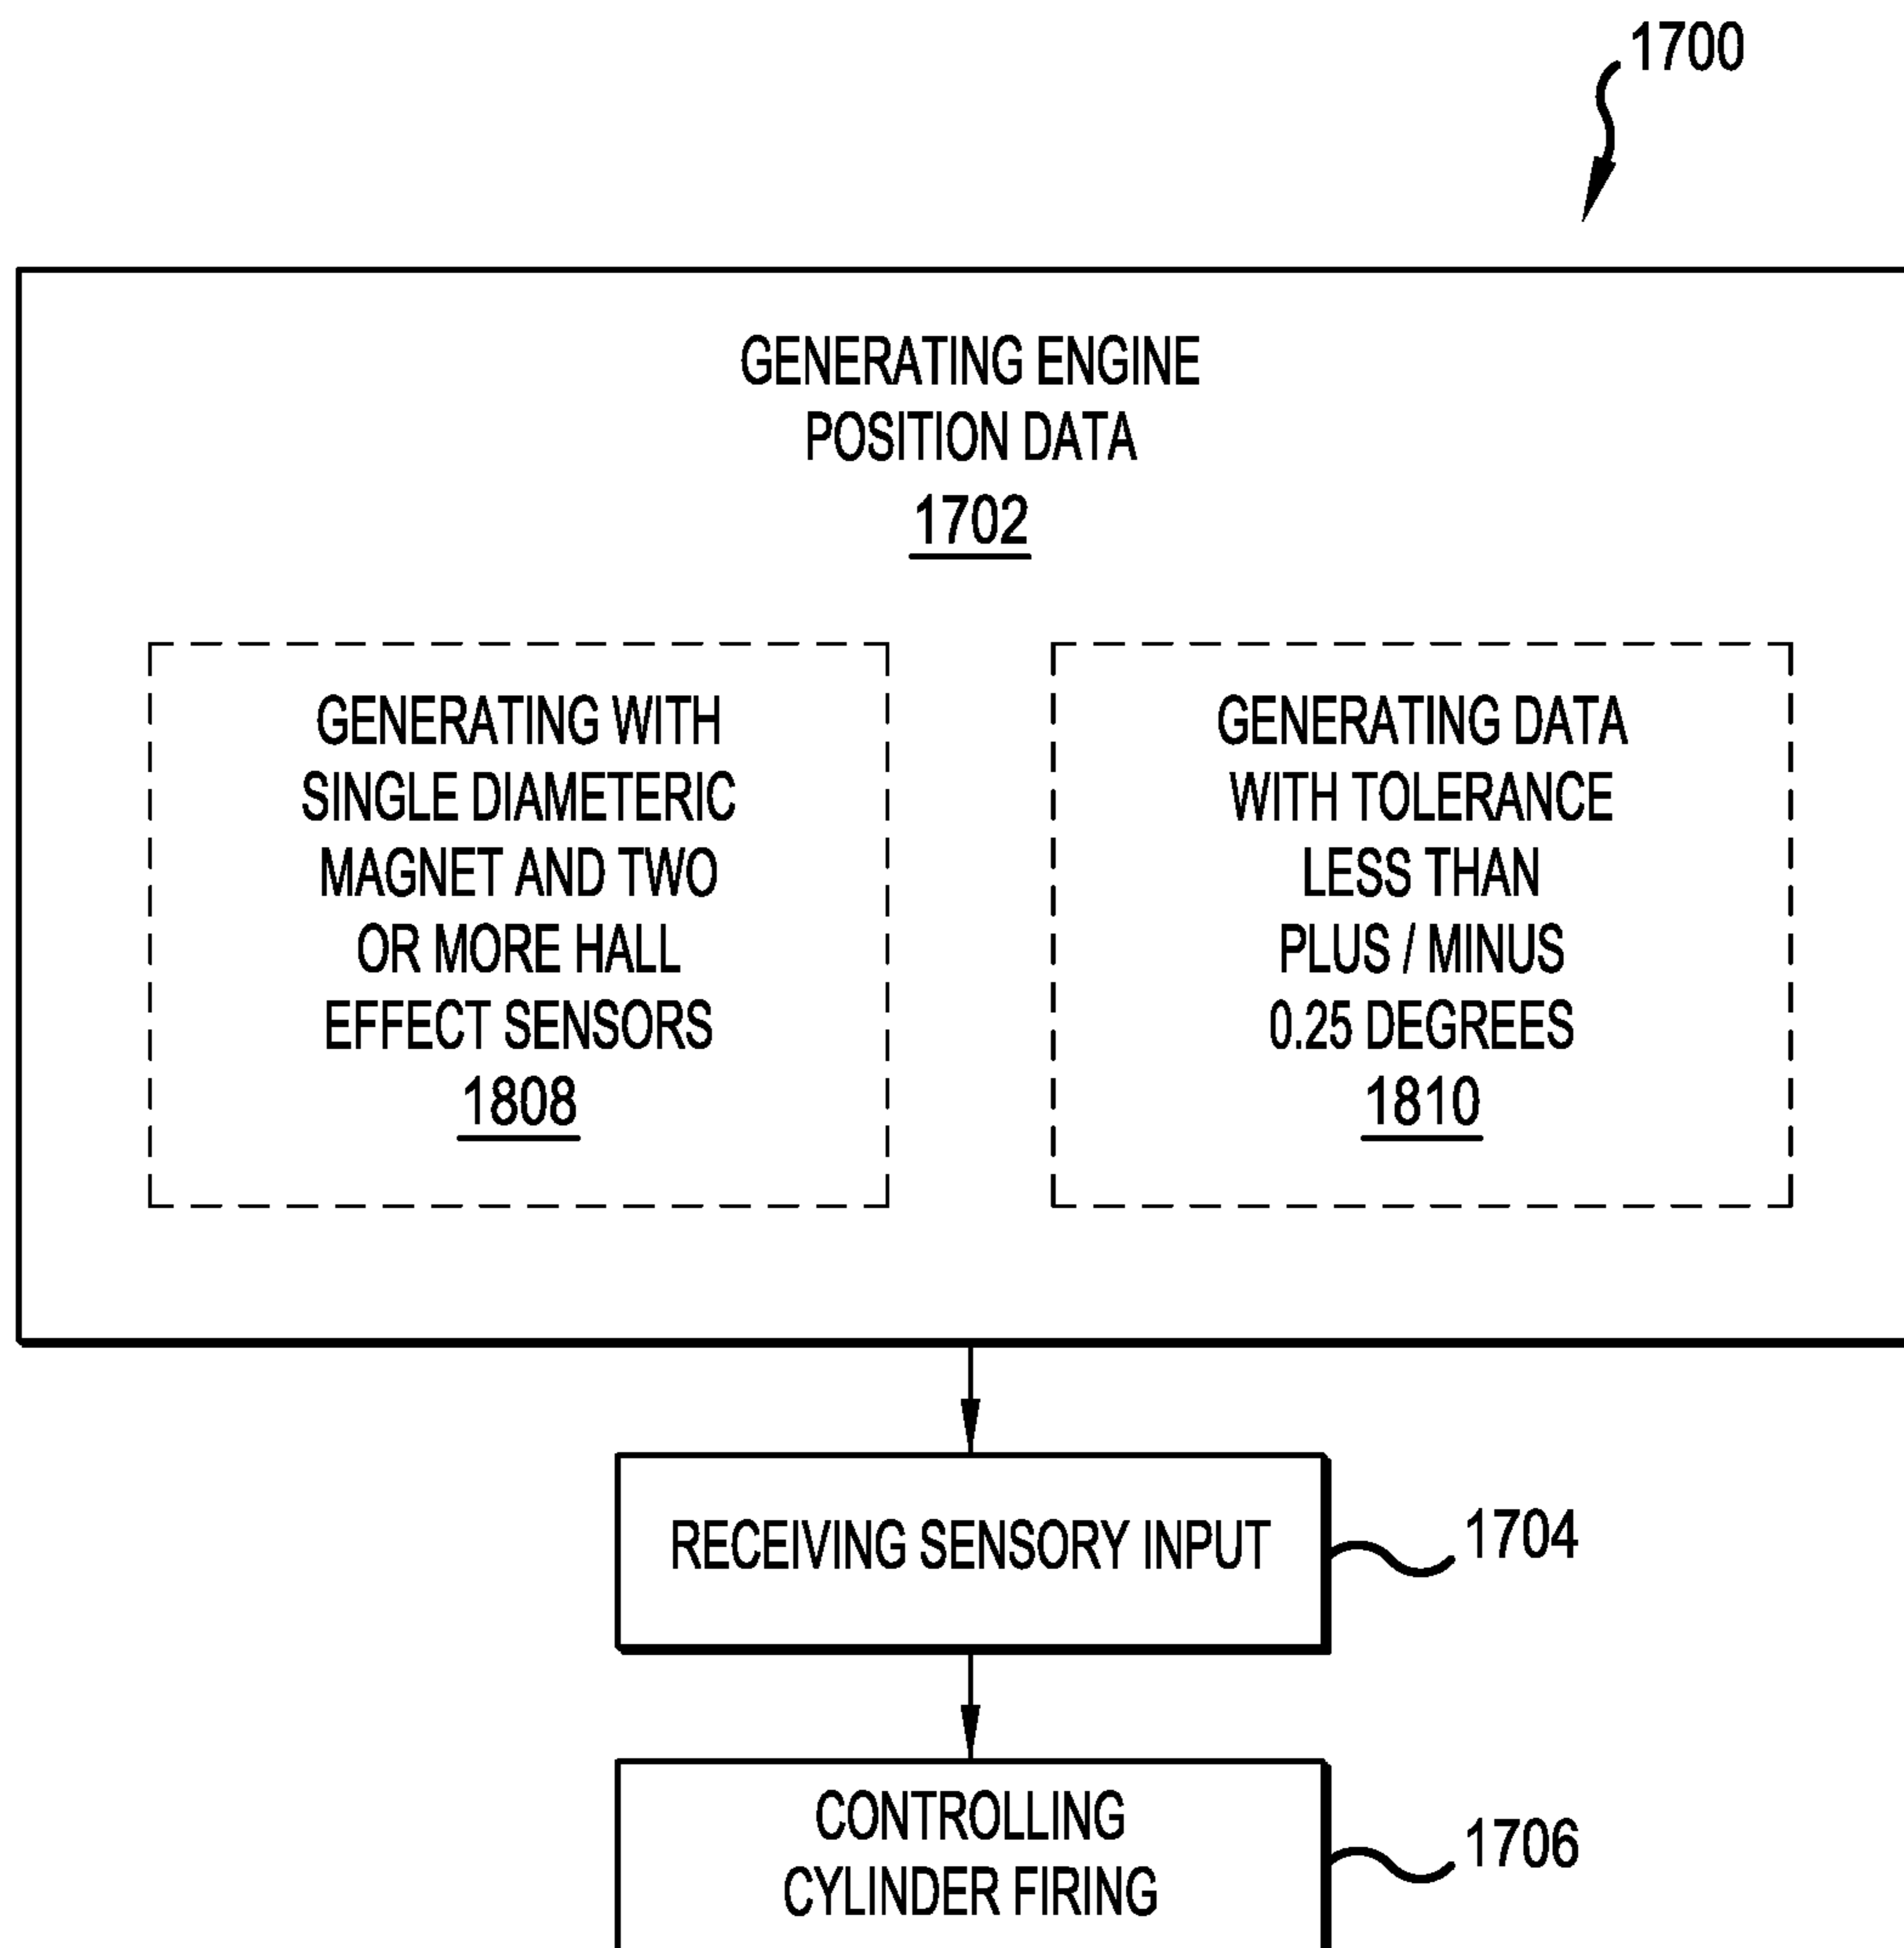 1700
GENERATING ENGINE
POSITION DATA
1702
GENERATING WITH
SINGLE DIAMETERIC
MAGNET AND TWO
OR MORE HALL
EFFECT SENSORS
1808
GENERATING DATA
WITH TOLERANCE
LESS THAN
PLUS / MINUS
0.25 DEGREES
1810
RECEIVING SENSORY INPUT
1704
CONTROLLING
CYLINDER FIRING
1706